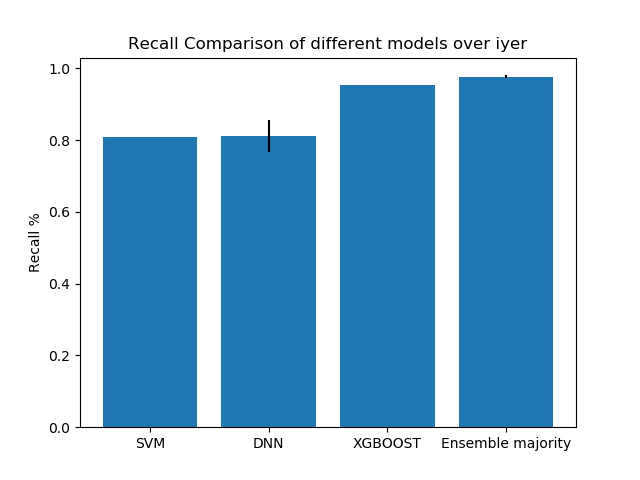 Recall Comparison of different models over iyer
1.0
0.8
0.6
0.4
0.2
0.0
Recall %
SVM DNN XGBOOST Ensemble majority